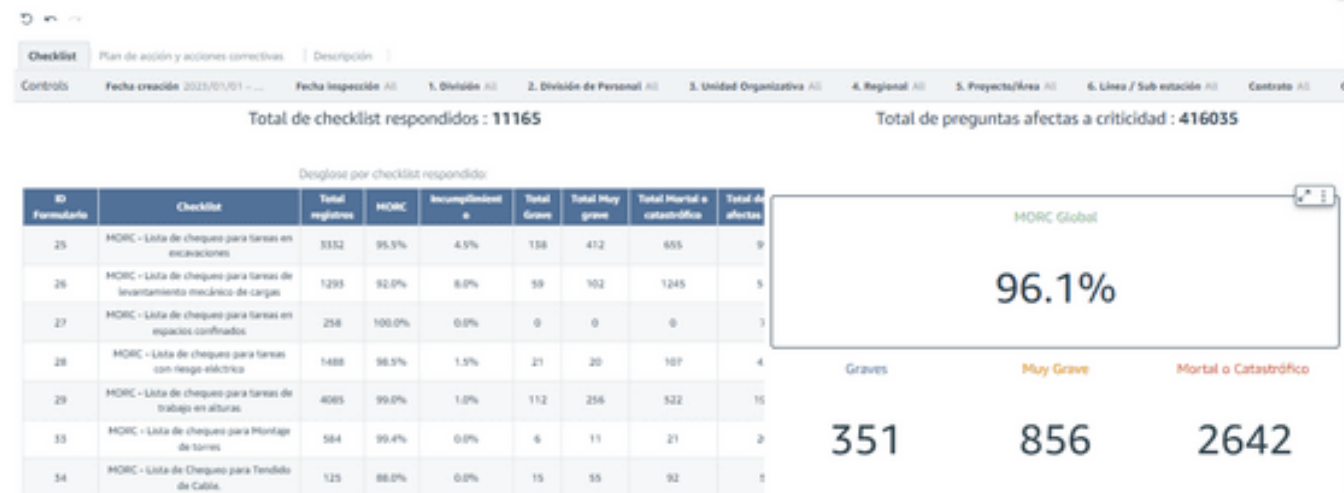 Checklist Plan de acción y acciones correctivas Descripción
Controls Fecha creación 2023/01/01 - ... Fecha inspección All 1. División All 2. División de Personal All 3. Unidad Organizativa All 4. Regional All 5. Proyecto/Área All 6. Línea / Sub estación All Contrato All
Total de checklist respondidos : 11165
Total de preguntas afectas a criticidad : 416035
Desglose por checklist respondido:
ID Formulario Checklist Total registros MORC Incumplimiento Total Grave Total Muy grave Total Mortal o catastrófico Total de afectas
25 MORC - Lista de chequeo para tareas en excavaciones 3332 95.5% 4.5% 138 412 655
26 MORC - Lista de chequeo para tareas de levantamiento mecánico de cargas 1293 92.0% 8.0% 59 102 1245
27 MORC - Lista de chequeo para tareas en espacios confinados 258 100.0% 0.0% 0 0 0
28 MORC - Lista de chequeo para tareas con riesgo eléctrico 1488 98.5% 1.5% 21 20 107
29 MORC - Lista de chequeo para tareas de trabajo en alturas 4085 99.0% 1.0% 112 256 522
33 MORC - Lista de chequeo para Montaje de torres 584 99.4% 0.0% 6 11 21
34 MORC - Lista de Chequeo para Tendido de Cable. 125 88.0% 0.0% 15 55 92
MORC Global
96.1%
Graves Muy Grave Mortal o Catastrófico
351 856 2642